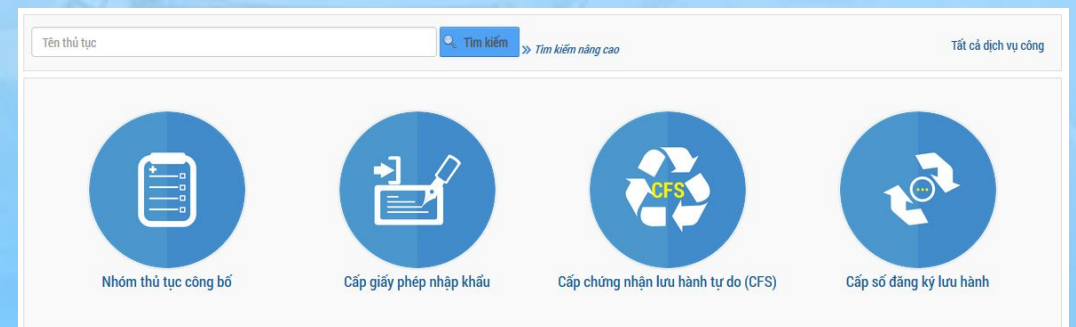 Tên thủ tục
Tìm kiếm
» Tìm kiếm nâng cao
Tất cả dịch vụ công
CFS
Nhóm thủ tục công bố
Cấp giấy phép nhập khẩu
Cấp chứng nhận lưu hành tự do (CFS)
Cấp số đăng ký lưu hành